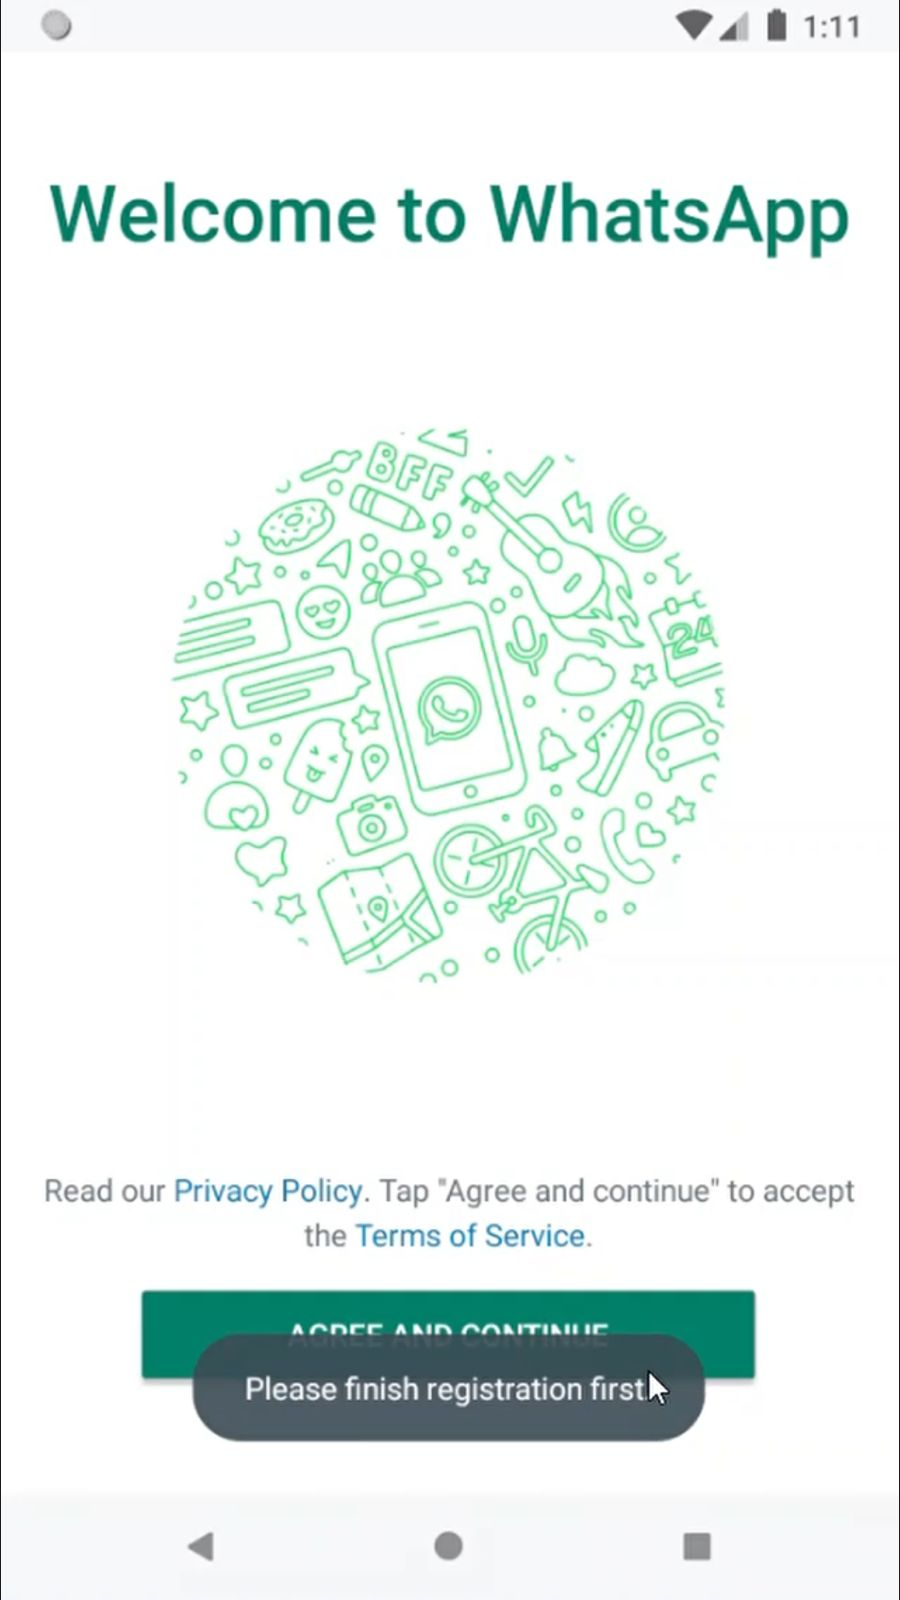 1:11
Welcome to WhatsApp
BFF
24
Read our Privacy Policy. Tap "Agree and continue" to accept
the Terms of Service.
AGREE AND CONTINUE
Please finish registration first